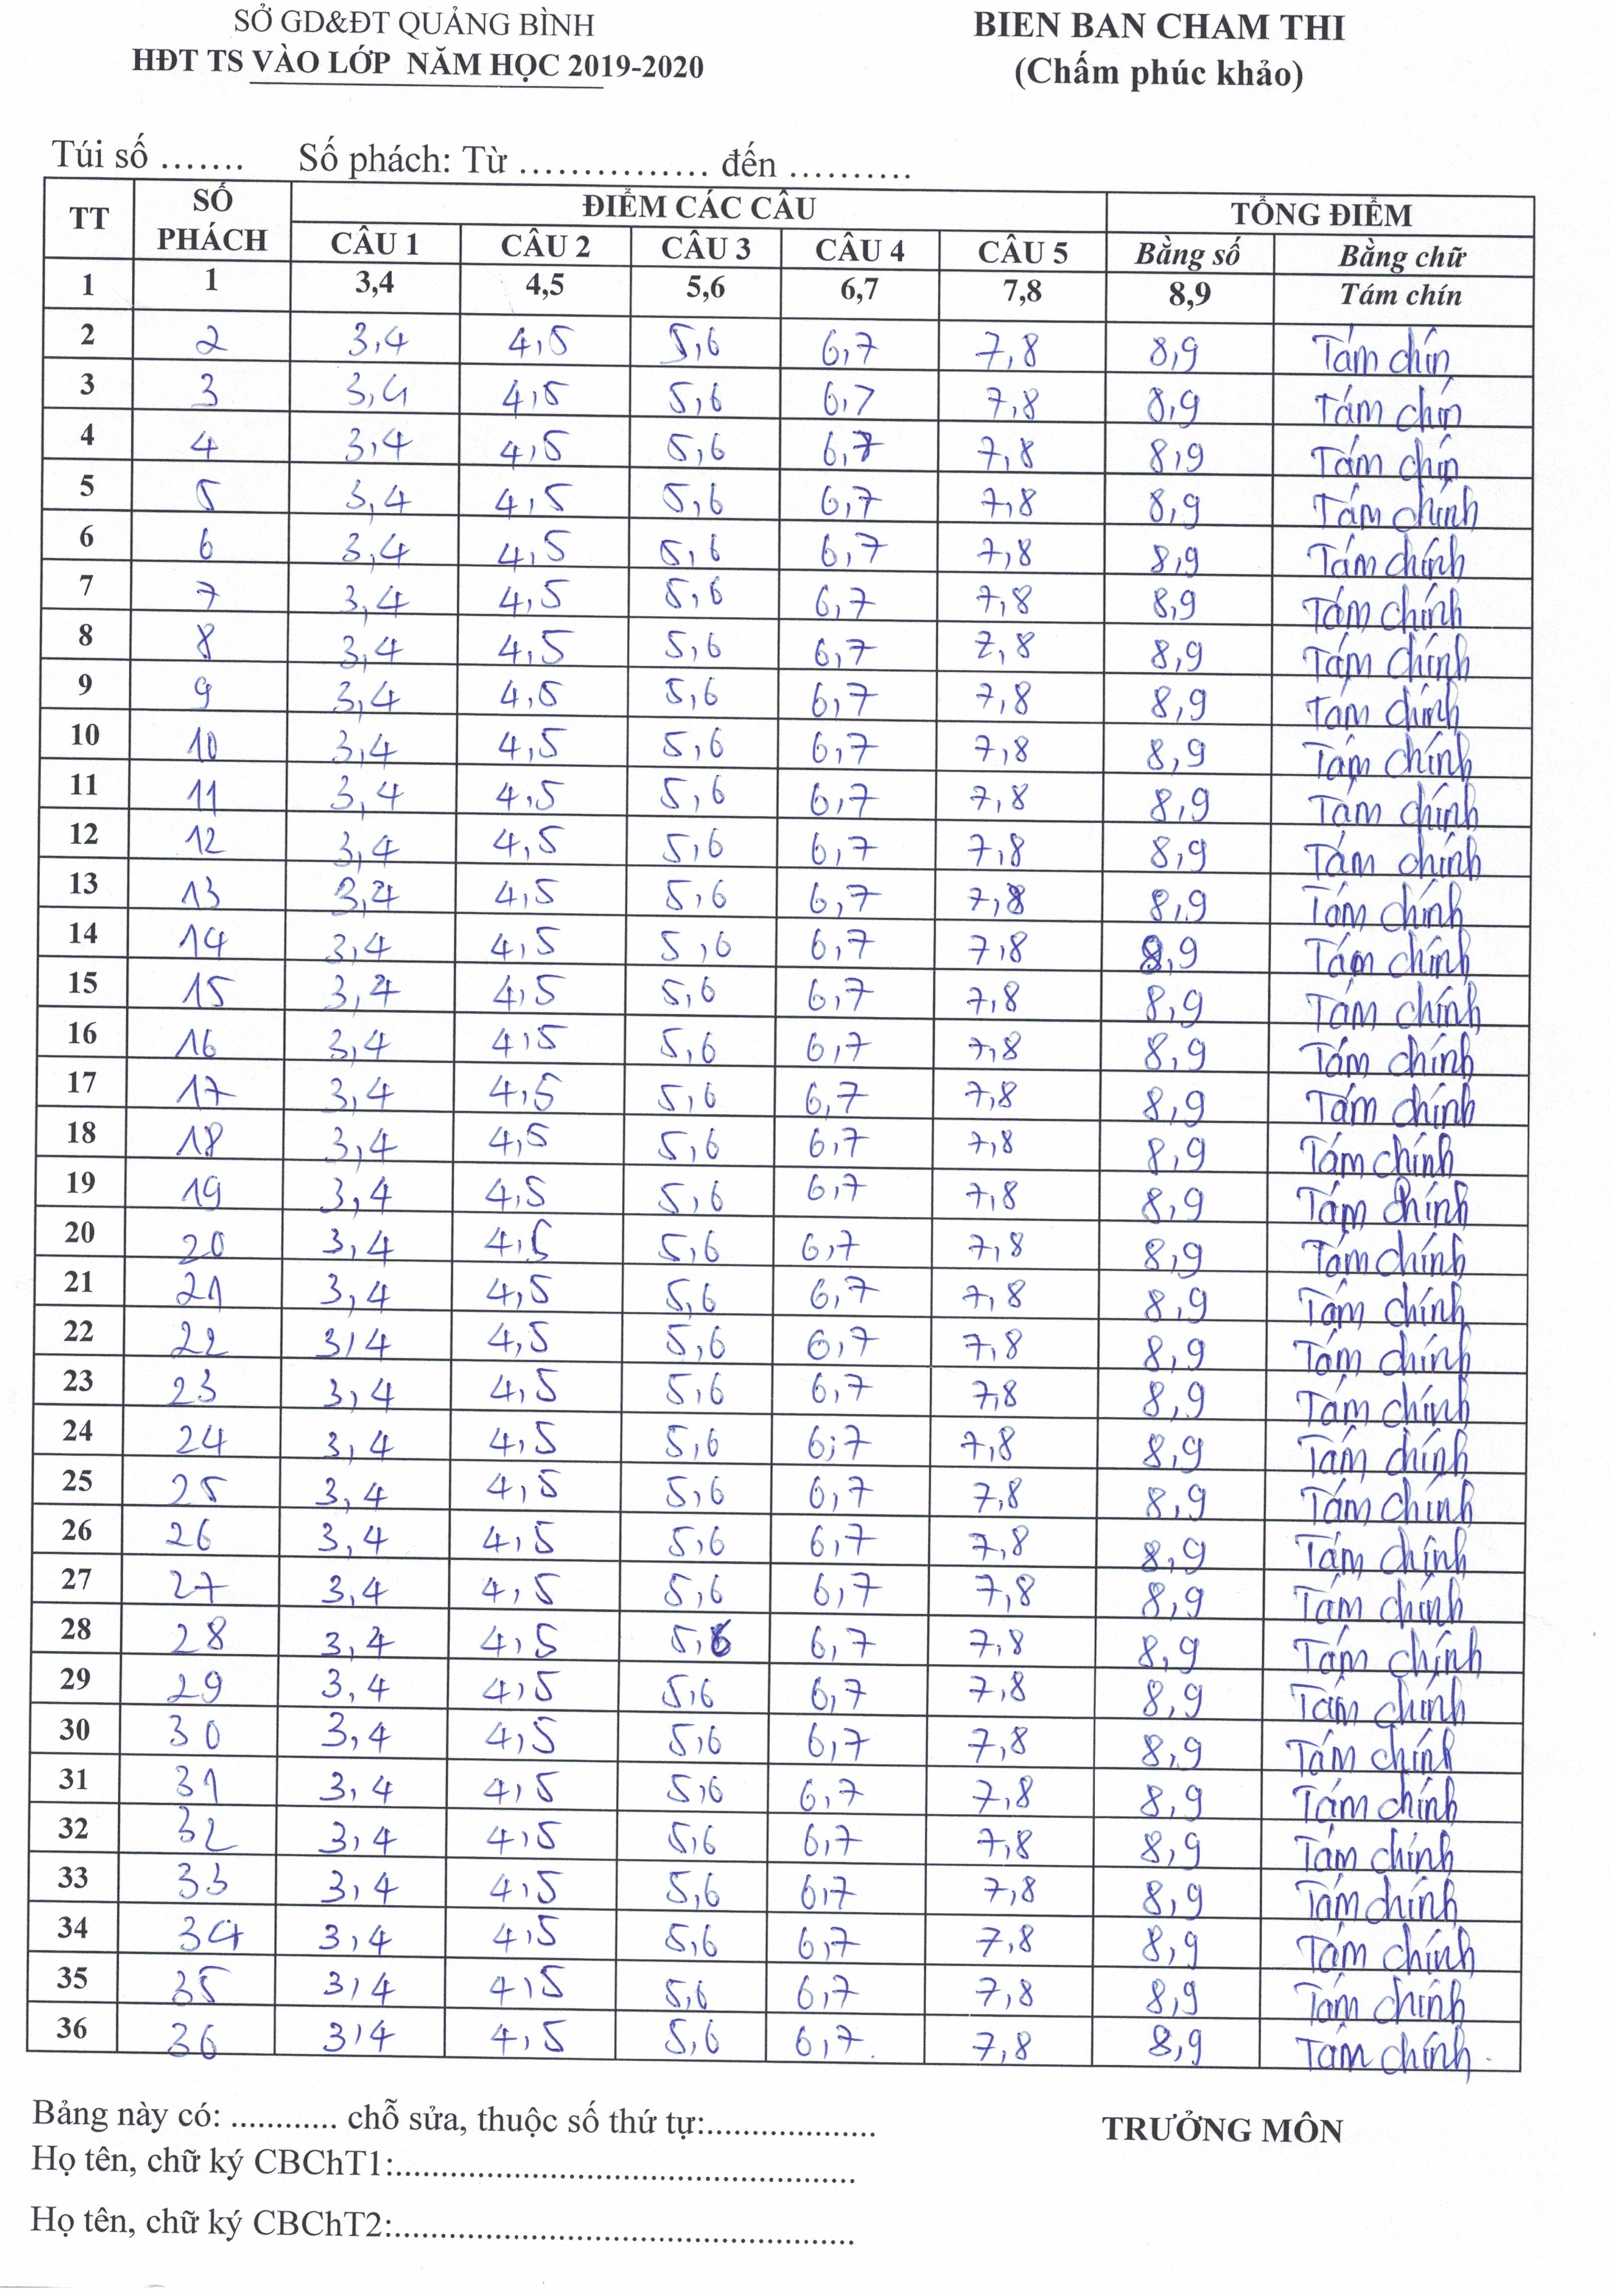 SỞ GD&ĐT QUẢNG BÌNH
HĐT TS VÀO LỚP NĂM HỌC 2019-2020
BIEN BAN CHAM THI
(Chấm phúc khảo)
Túi số ....... Số phách: Từ ................ đến ...........
TT SỐ PHÁCH ĐIỂM CÁC CÂU TỔNG ĐIỂM
CÂU 1 CÂU 2 CÂU 3 CÂU 4 CÂU 5 Bằng số Bằng chữ
1 1 3,4 4,5 5,6 6,7 7,8 8,9 Tám chín
2 2 3,4 4,5 5,6 6,7 7,8 8,9 Tám chín
3 3 3,4 4,5 5,6 6,7 7,8 8,9 Tám chín
4 4 3,4 4,5 5,6 6,7 7,8 8,9 Tám chín
5 5 3,4 4,5 5,6 6,7 7,8 8,9 Tám chính
6 6 3,4 4,5 5,6 6,7 7,8 8,9 Tám chính
7 7 3,4 4,5 5,6 6,7 7,8 8,9 Tám chính
8 8 3,4 4,5 5,6 6,7 7,8 8,9 Tám chính
9 9 3,4 4,5 5,6 6,7 7,8 8,9 Tám chính
10 10 3,4 4,5 5,6 6,7 7,8 8,9 Tám chính
11 11 3,4 4,5 5,6 6,7 7,8 8,9 Tám chính
12 12 3,4 4,5 5,6 6,7 7,8 8,9 Tám chính
13 13 3,4 4,5 5,6 6,7 7,8 8,9 Tám chính
14 14 3,4 4,5 5,6 6,7 7,8 8,9 Tám chính
15 15 3,4 4,5 5,6 6,7 7,8 8,9 Tám chính
16 16 3,4 4,5 5,6 6,7 7,8 8,9 Tám chính
17 17 3,4 4,5 5,6 6,7 7,8 8,9 Tám chính
18 18 3,4 4,5 5,6 6,7 7,8 8,9 Tám chính
19 19 3,4 4,5 5,6 6,7 7,8 8,9 Tám chính
20 20 3,4 4,5 5,6 6,7 7,8 8,9 Tám chính
21 21 3,4 4,5 5,6 6,7 7,8 8,9 Tám chính
22 22 3,4 4,5 5,6 6,7 7,8 8,9 Tám chính
23 23 3,4 4,5 5,6 6,7 7,8 8,9 Tám chính
24 24 3,4 4,5 5,6 6,7 7,8 8,9 Tám chính
25 25 3,4 4,5 5,6 6,7 7,8 8,9 Tám chính
26 26 3,4 4,5 5,6 6,7 7,8 8,9 Tám chính
27 27 3,4 4,5 5,6 6,7 7,8 8,9 Tám chính
28 28 3,4 4,5 5,6 6,7 7,8 8,9 Tám chính
29 29 3,4 4,5 5,6 6,7 7,8 8,9 Tám chính
30 30 3,4 4,5 5,6 6,7 7,8 8,9 Tám chính
31 31 3,4 4,5 5,6 6,7 7,8 8,9 Tám chính
32 32 3,4 4,5 5,6 6,7 7,8 8,9 Tám chính
33 33 3,4 4,5 5,6 6,7 7,8 8,9 Tám chính
34 34 3,4 4,5 5,6 6,7 7,8 8,9 Tám chính
35 35 3,4 4,5 5,6 6,7 7,8 8,9 Tám chính
36 36 3,4 4,5 5,6 6,7 7,8 8,9 Tám chính
Bảng này có: ............ chỗ sửa, thuộc số thứ tự:...................
TRƯỞNG MÔN
Họ tên, chữ ký CBChT1:....................................................
Họ tên, chữ ký CBChT2:....................................................